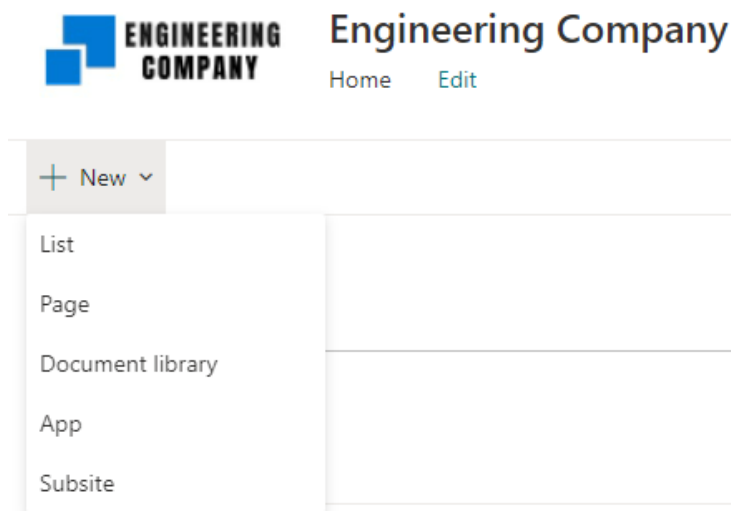 ENGINEERING
COMPANY
Engineering Company
Home Edit
New
List
Page
Document library
App
Subsite